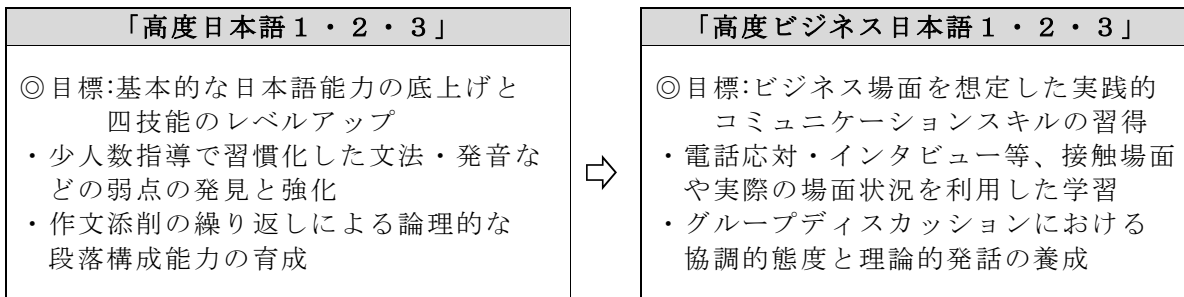 「高度日本語１・２・３」
◎目標:基本的な日本語能力の底上げと
四技能のレベルアップ
・少人数指導で習慣化した文法・発音な
どの弱点の発見と強化
・作文添削の繰り返しによる論理的な
段落構成能力の育成
⇨
「高度ビジネス日本語１・２・３」
◎目標:ビジネス場面を想定した実践的
コミュニケーションスキルの習得
・電話応対・インタビュー等、接触場面
や実際の場面状況を利用した学習
・グループディスカッションにおける
協調的態度と理論的発話の養成